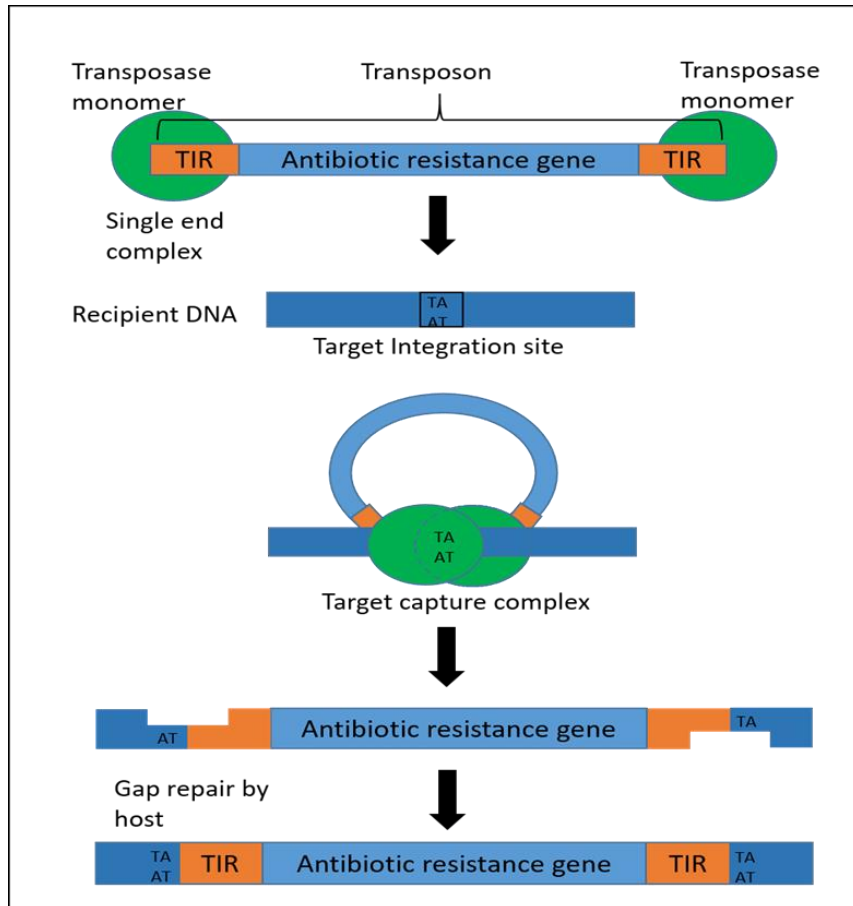 Transposase
monomer
Transposon
Transposase
monomer
TIR
Antibiotic resistance gene
TIR
Single end
complex
Recipient DNA
TA
AT
Target Integration site
TA
AT
Target capture complex
AT
Antibiotic resistance gene
TA
Gap repair by
host
TA
AT
TIR
Antibiotic resistance gene
TIR
TA
AT